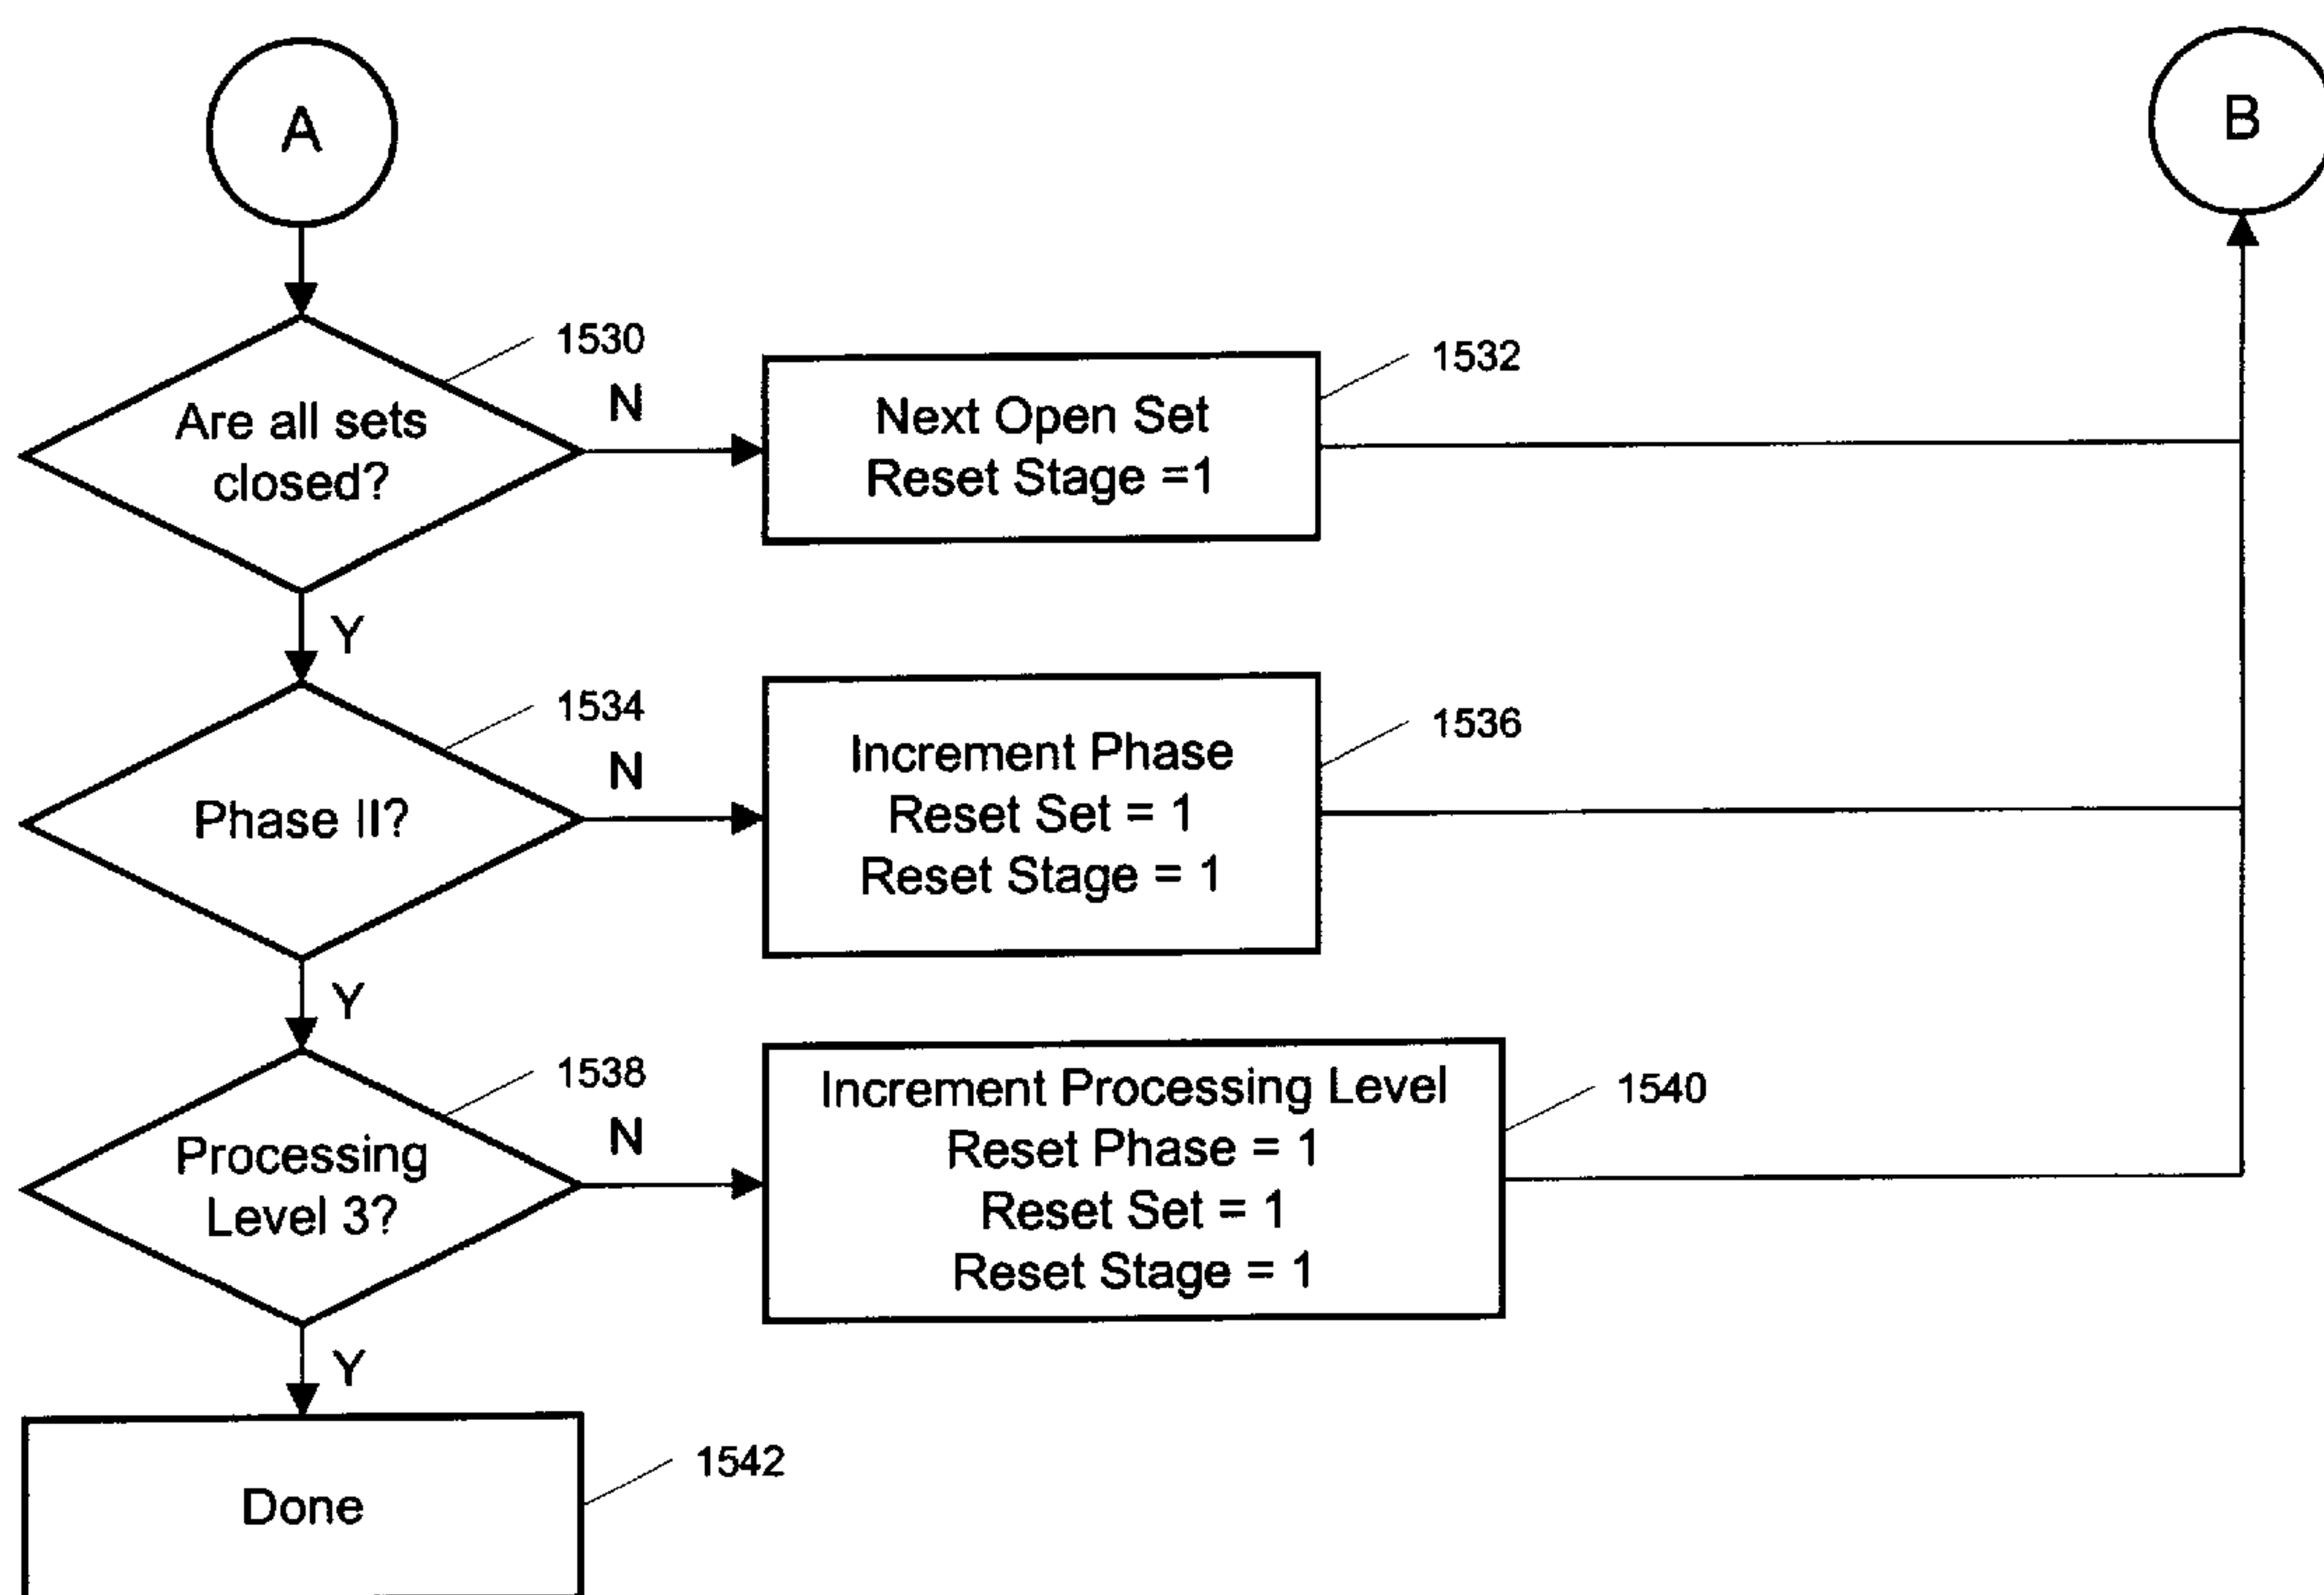 A
B
1530
Are all sets
closed?
N
1532
Next Open Set
Reset Stage =1
Y
1534
Phase II?
N
1536
Increment Phase
Reset Set = 1
Reset Stage = 1
Y
1538
Processing
Level 3?
N
1540
Increment Processing Level
Reset Phase = 1
Reset Set = 1
Reset Stage = 1
Y
1542
Done